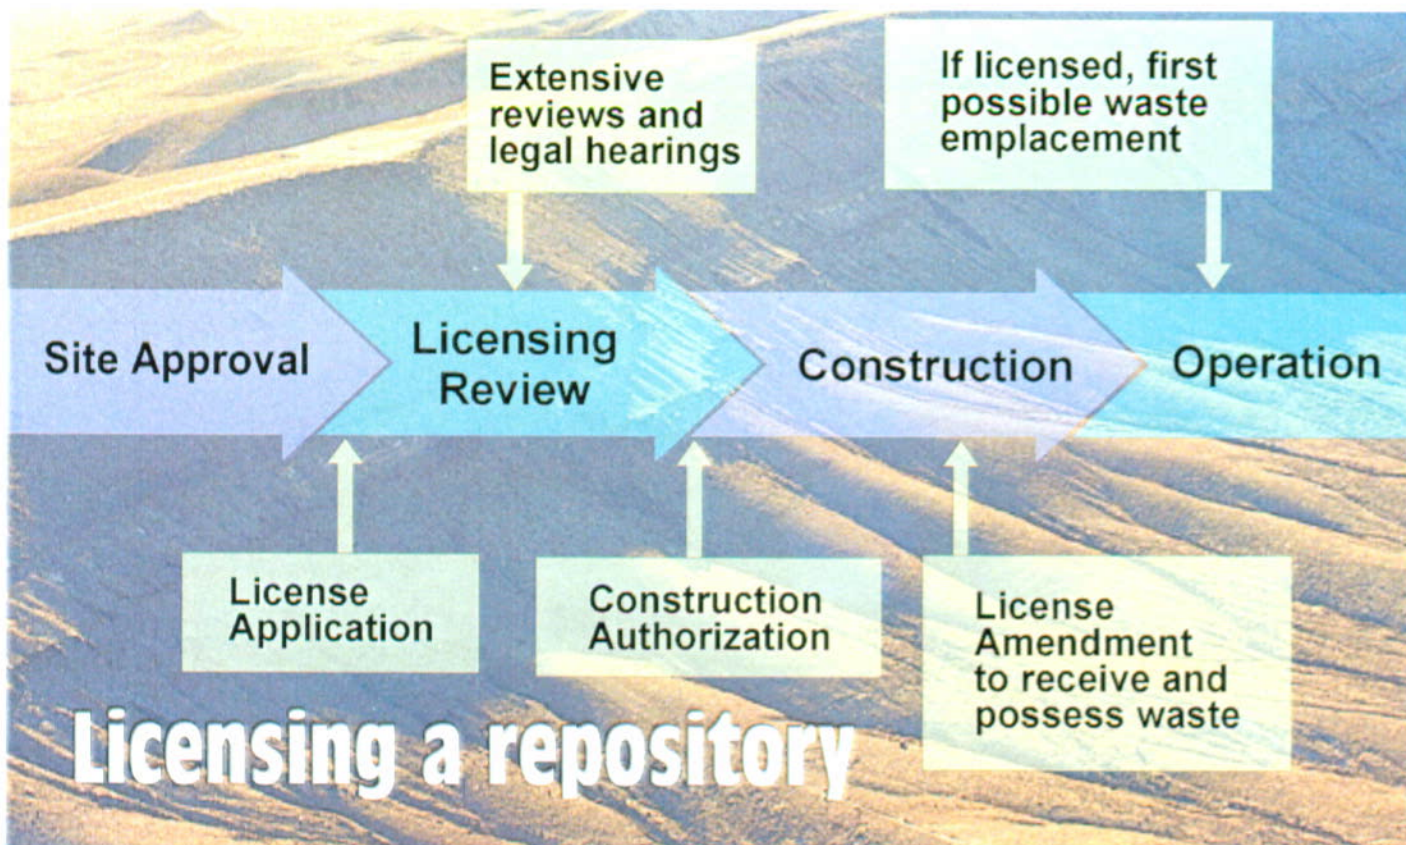 Extensive
reviews and
legal hearings
If licensed, first
possible waste
emplacement
Site Approval
Licensing
Review
Construction
Operation
License
Application
Construction
Authorization
License
Amendment
to receive and
possess waste
Licensing a repository